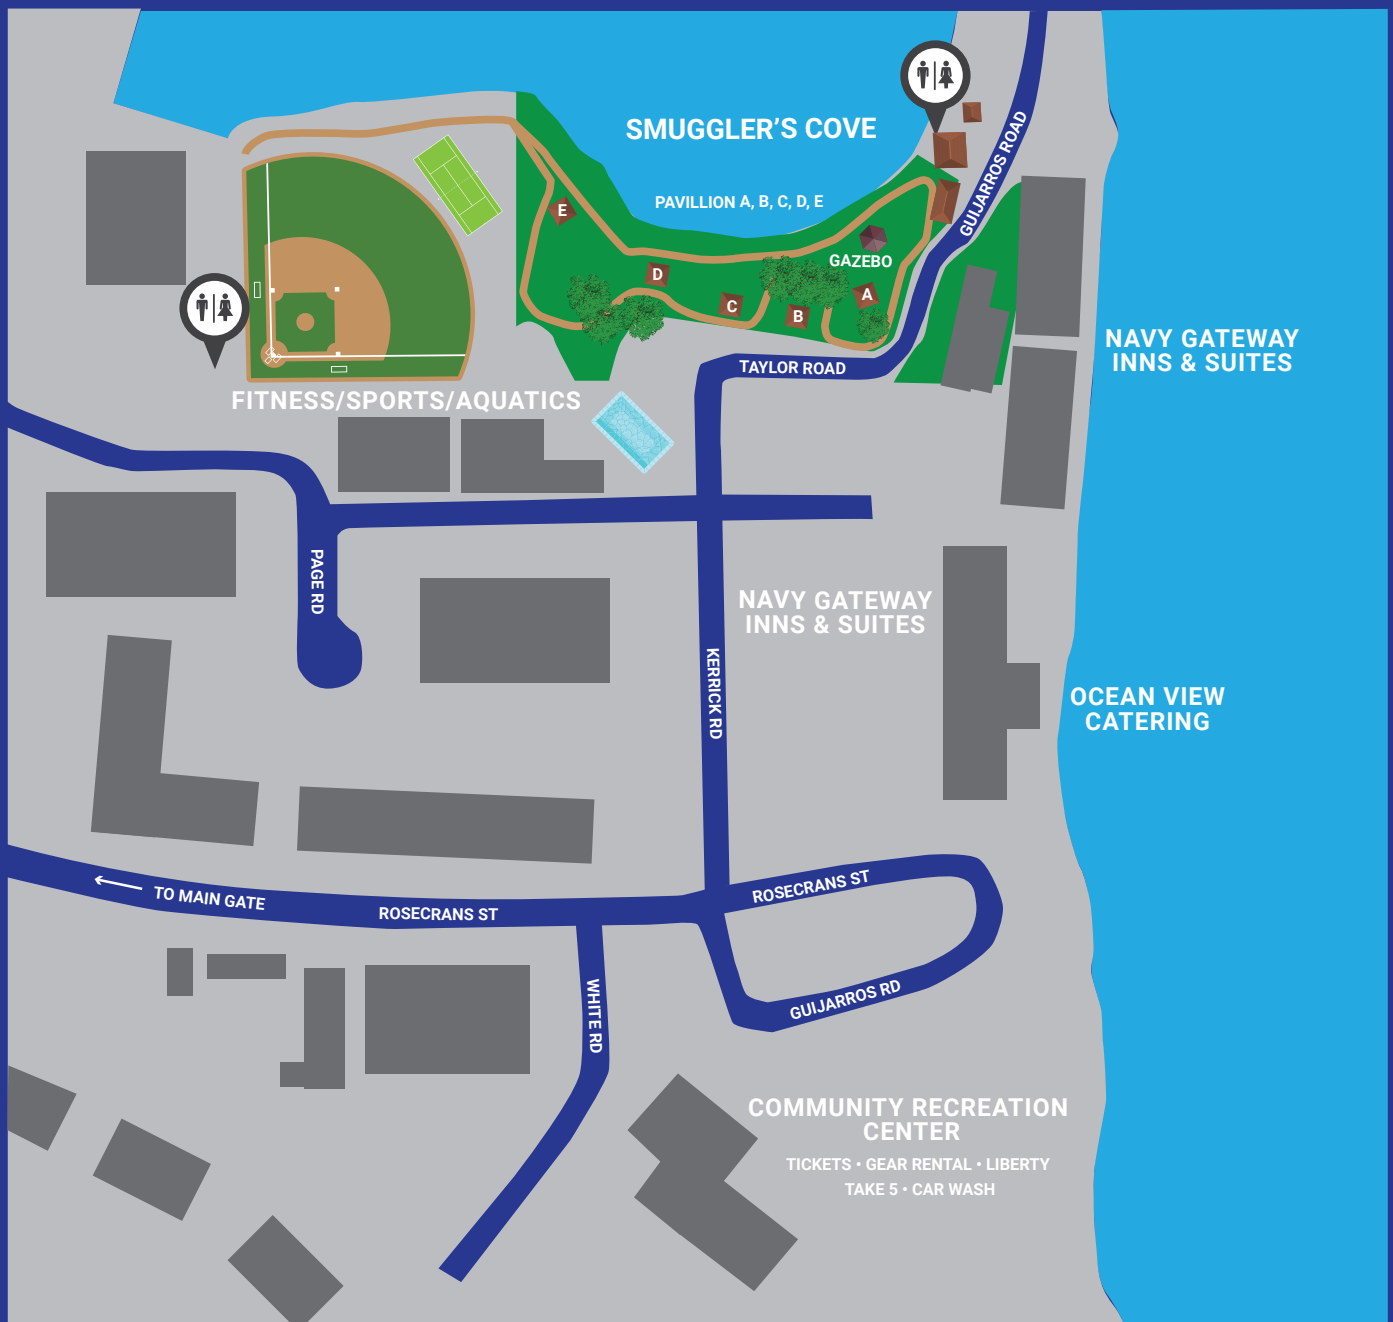 SMUGGLER'S COVE
PAVILLION A, B, C, D, E
GUIJARROS ROAD
E
GAZEBO
D
A
C
B
TAYLOR ROAD
NAVY GATEWAY
INNS & SUITES
FITNESS/SPORTS/AQUATICS
PAGE RD
NAVY GATEWAY
INNS & SUITES
KERRICK RD
OCEAN VIEW
CATERING
TO MAIN GATE
ROSECRANS ST
ROSECRANS ST
WHITE RD
GUIJARROS RD
COMMUNITY RECREATION
CENTER
TICKETS • GEAR RENTAL • LIBERTY
TAKE 5 • CAR WASH